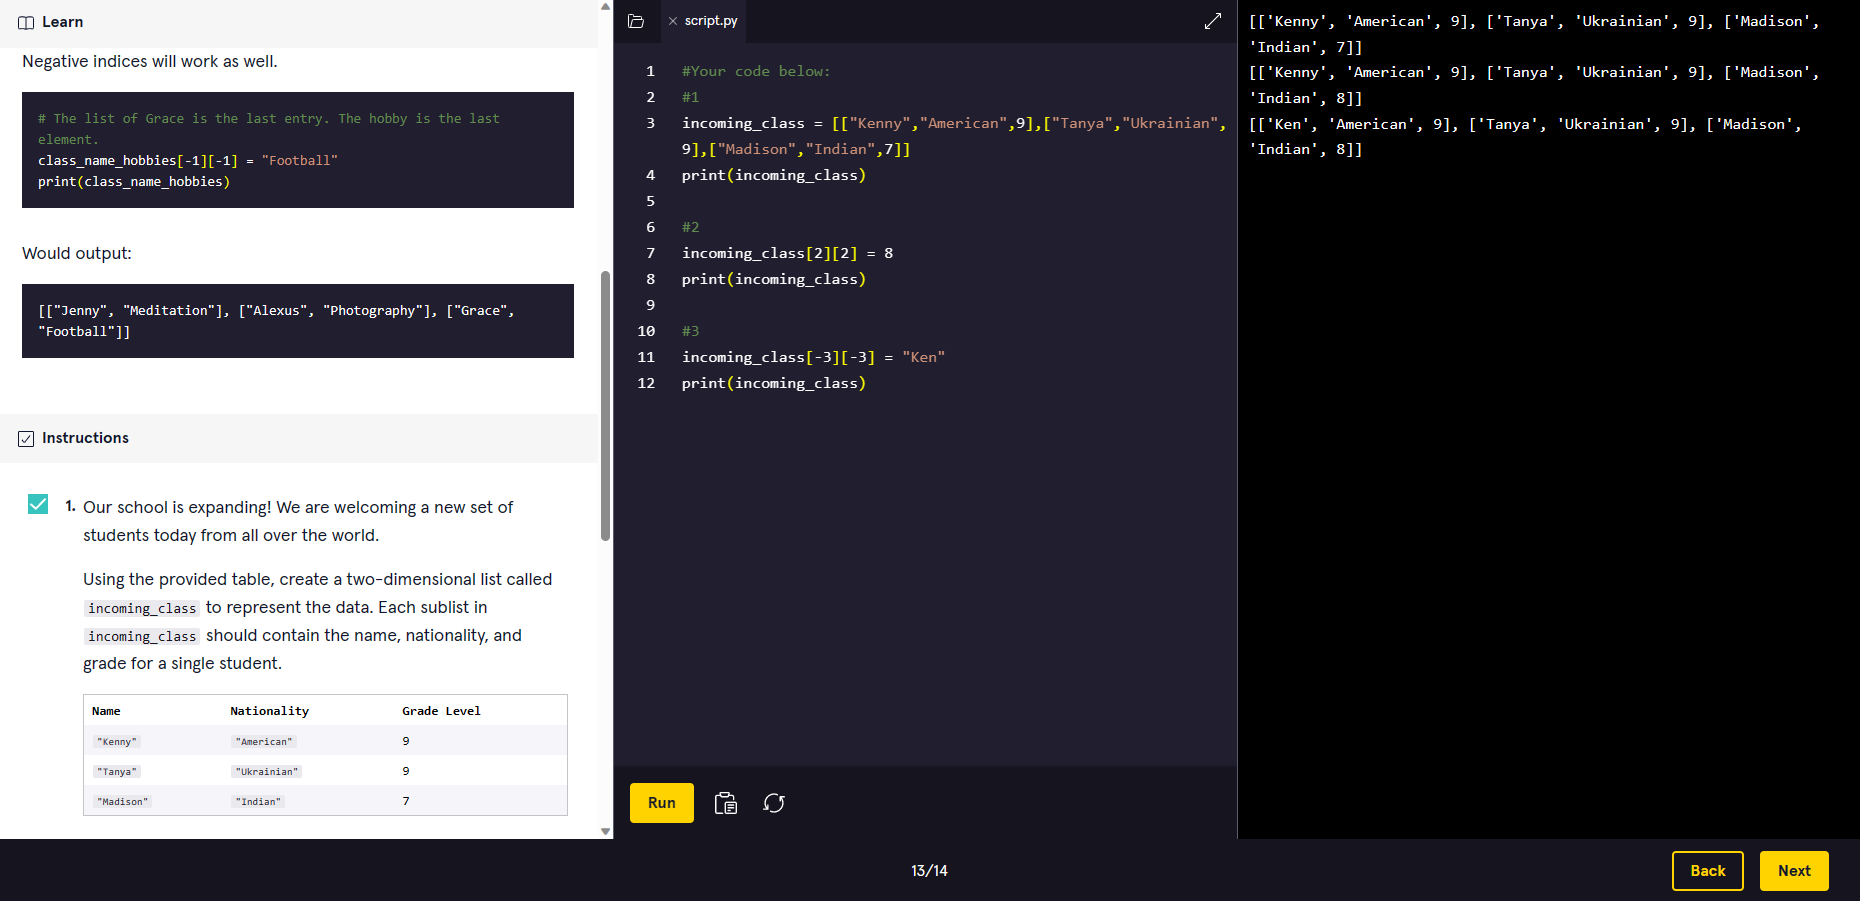 Learn
Negative indices will work as well.
# The list of Grace is the last entry. The hobby is the last
element.
class_name_hobbies[-1][-1] = "Football"
print(class_name_hobbies)
Would output:
[["Jenny", "Meditation"], ["Alexus", "Photography"], ["Grace",
"Football"]]
Instructions
1. Our school is expanding! We are welcoming a new set of
students today from all over the world.
Using the provided table, create a two-dimensional list called
incoming_class to represent the data. Each sublist in
incoming_class should contain the name, nationality, and
grade for a single student.
Name Nationality Grade Level
"Kenny" "American" 9
"Tanya" "Ukrainian" 9
"Madison" "Indian" 7
script.py
1 #Your code below:
2 #1
3 incoming_class = [["Kenny","American",9],["Tanya","Ukrainian",
9],["Madison","Indian",7]]
4 print(incoming_class)
5
6 #2
7 incoming_class[2][2] = 8
8 print(incoming_class)
9
10 #3
11 incoming_class[-3][-3] = "Ken"
12 print(incoming_class)
Run
[['Kenny', 'American', 9], ['Tanya', 'Ukrainian', 9], ['Madison',
'Indian', 7]]
[['Kenny', 'American', 9], ['Tanya', 'Ukrainian', 9], ['Madison',
'Indian', 8]]
[['Ken', 'American', 9], ['Tanya', 'Ukrainian', 9], ['Madison',
'Indian', 8]]
13/14
Back
Next